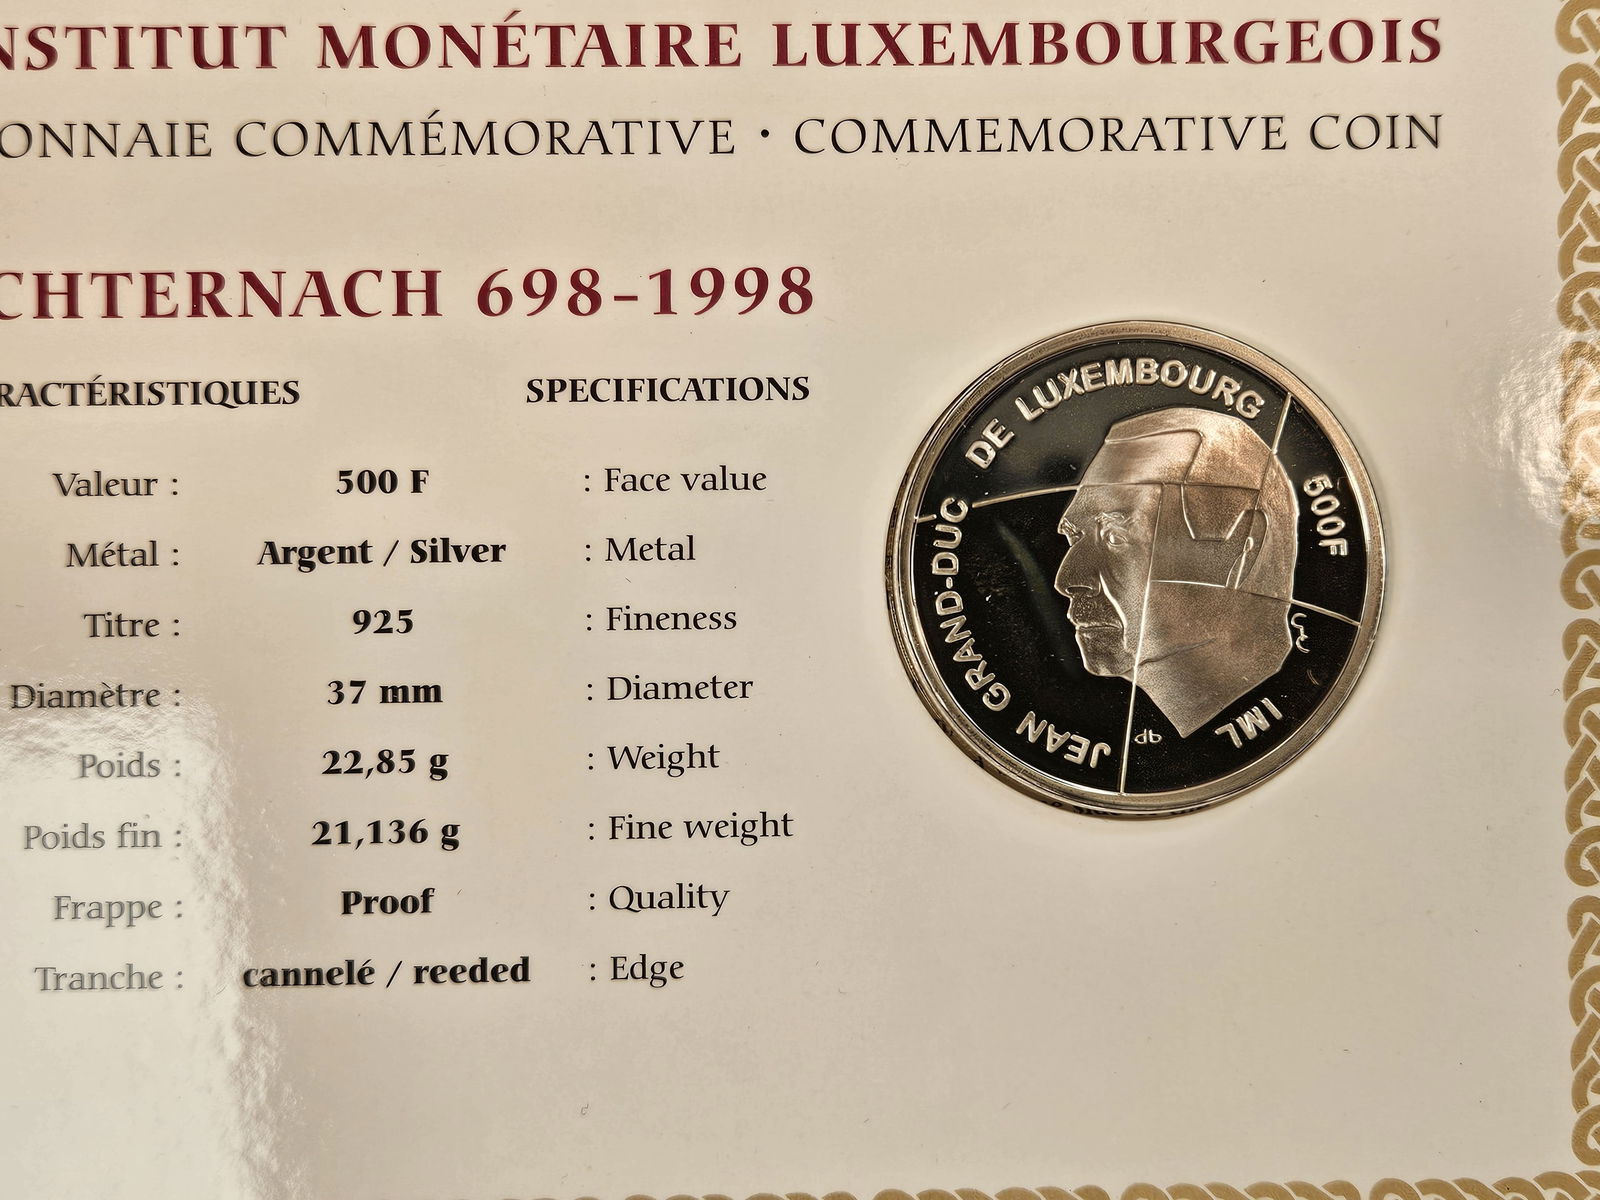 NSTITUT MONÉTAIRE LUXEMBOURGEOIS
ONNAIE COMMÉMORATIVE • COMMEMORATIVE COIN
CHTERNACH 698-1998
RACTÉRISTIQUES SPECIFICATIONS
Valeur : 500 F : Face value
Métal : Argent / Silver : Metal
Titre : 925 : Fineness
Diamètre : 37 mm : Diameter
Poids : 22,85 g : Weight
Poids fin : 21,136 g : Fine weight
Frappe : Proof : Quality
Tranche : cannelé / reeded : Edge
JEAN GRAND-DUC DE LUXEMBOURG
500F
IML
db